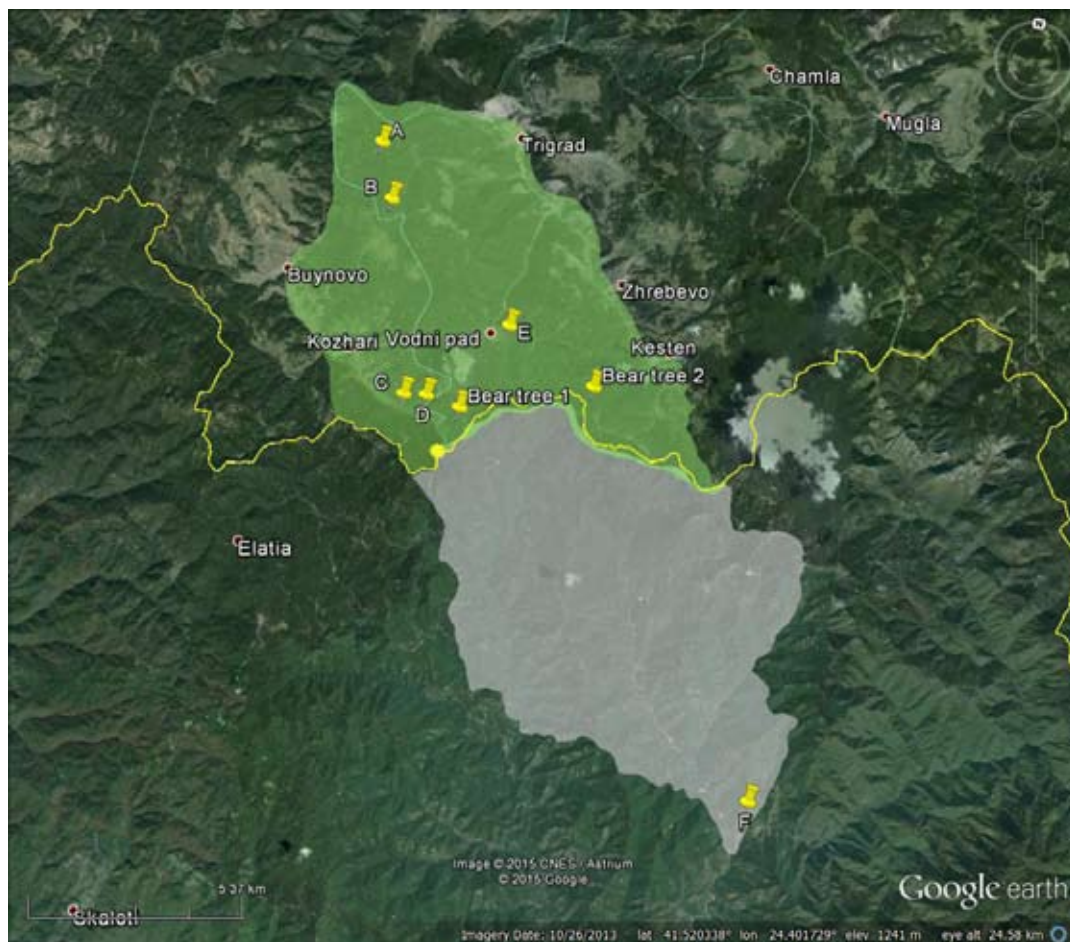 N
Chamla
Mugla
A
Trigrad
B
Buynovo
Zhrebevo
E
Kozhari Vodni pad
Kesten
C
Bear tree 2
D
Bear tree 1
Elatia
F
Image © 2015 CNES / Astrium
© 2015 Google
5.37 km
Skaloti
Google earth
Imagery Date: 10/26/2013 lat 41.520338° lon 24.401729° elev 1241 m eye alt 24.58 km